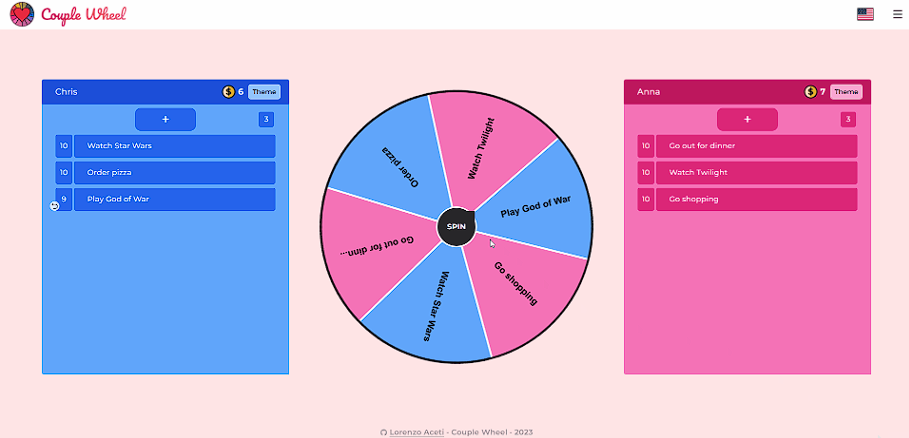 Couple Wheel
Chris
$ 6
Theme
+
3
10 Watch Star Wars
10 Order pizza
9 Play God of War
Watch Twilight
Play God of War
Go shopping
Watch Star Wars
Go out for dinn...
Order pizza
SPIN
Anna
$ 7
Theme
+
3
10 Go out for dinner
10 Watch Twilight
10 Go shopping
Lorenzo Aceti - Couple Wheel - 2023